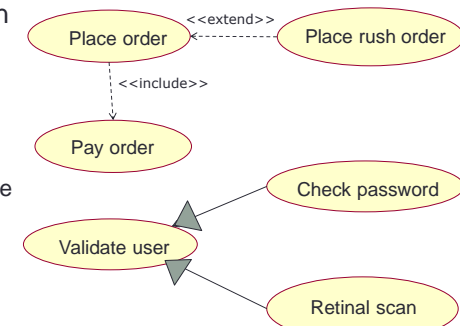 n
<<extend>>
Place order
Place rush order
<<include>>
Pay order
e
Check password
Validate user
Retinal scan